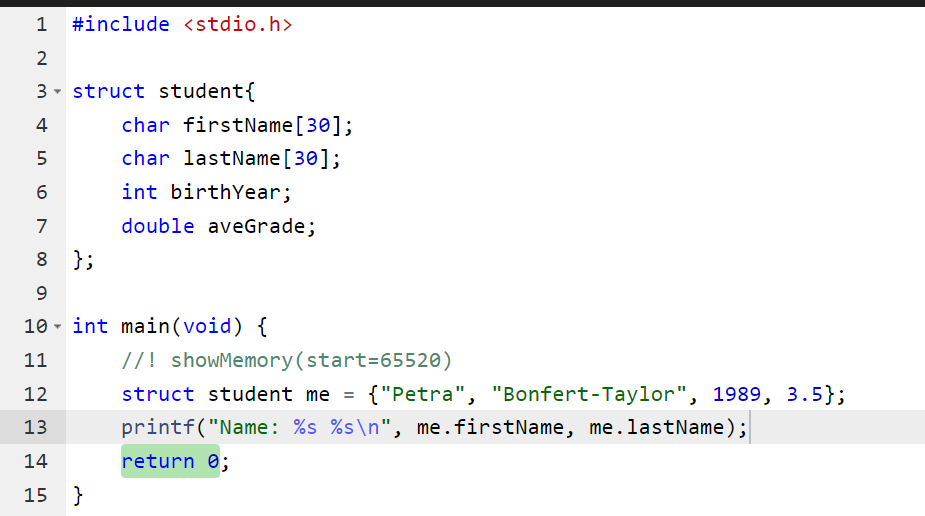 1 #include <stdio.h>
2
3 struct student{
4     char firstName[30];
5     char lastName[30];
6     int birthYear;
7     double aveGrade;
8 };
9
10 int main(void) {
11     //! showMemory(start=65520)
12     struct student me = {"Petra", "Bonfert-Taylor", 1989, 3.5};
13     printf("Name: %s %s\n", me.firstName, me.lastName);
14     return 0;
15 }